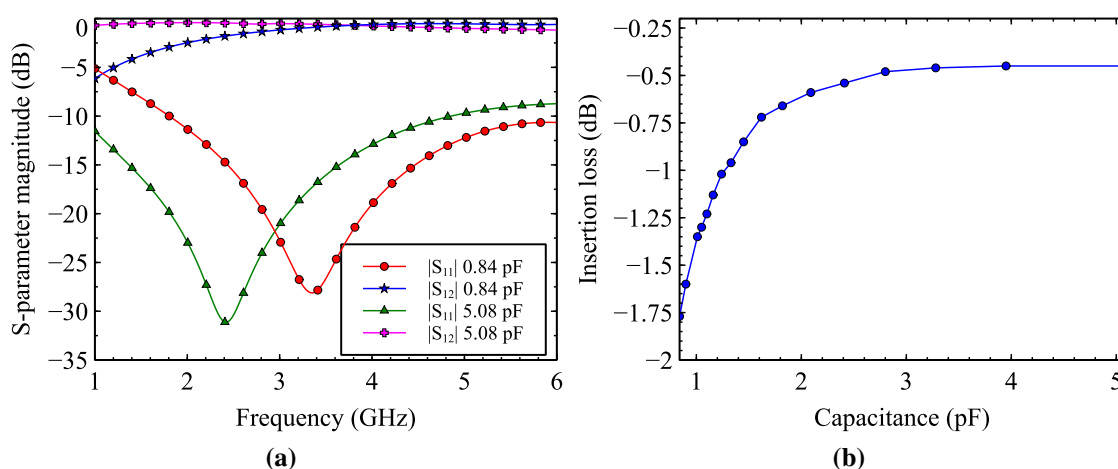 0
−5
−10
−15
−20
−25
−30
−35
S-parameter magnitude (dB)
1 2 3 4 5 6
Frequency (GHz)
|S₁₁| 0.84 pF
|S₁₂| 0.84 pF
|S₁₁| 5.08 pF
|S₁₂| 5.08 pF
(a)
−0.25
−0.5
−0.75
−1
−1.25
−1.5
−1.75
−2
Insertion loss (dB)
1 2 3 4 5
Capacitance (pF)
(b)